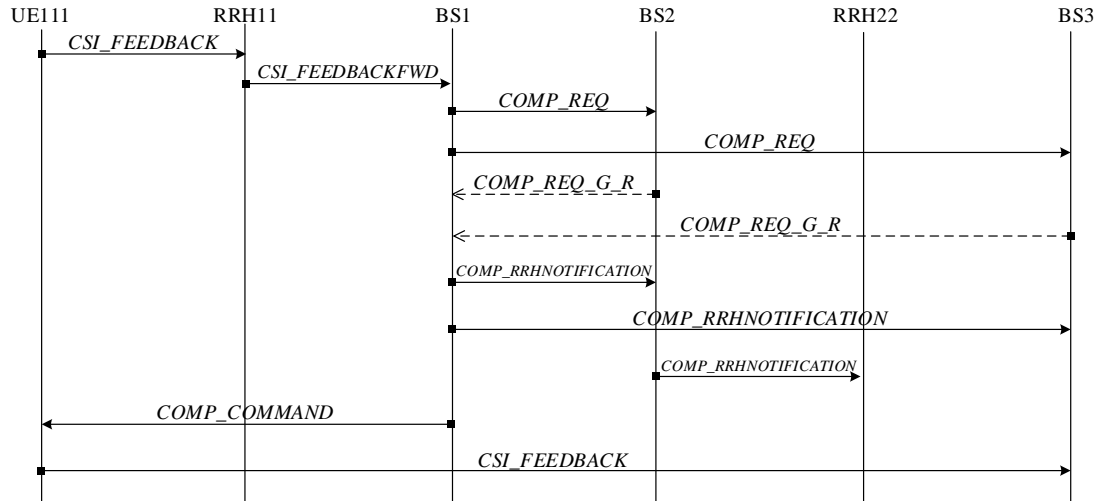 UE111 RRH11 BS1 BS2 RRH22 BS3
CSI_FEEDBACK
CSI_FEEDBACKFWD
COMP_REQ
COMP_REQ
COMP_REQ_G_R
COMP_REQ_G_R
COMP_RRHNOTIFICATION
COMP_RRHNOTIFICATION
COMP_RRHNOTIFICATION
COMP_COMMAND
CSI_FEEDBACK